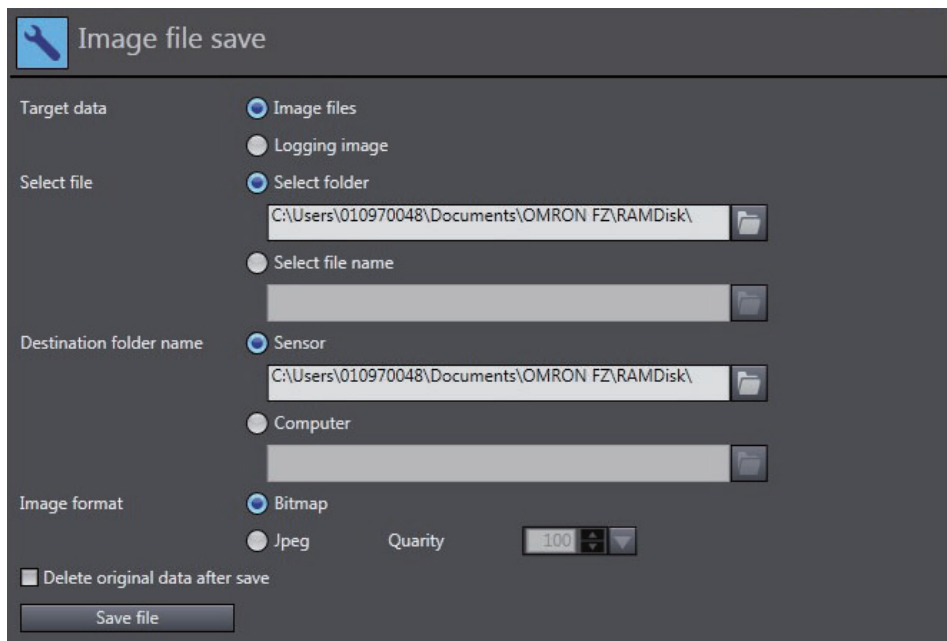 Image file save
Target data
Image files
Logging image
Select file
Select folder
C:\Users\010970048\Documents\OMRON FZ\RAMDisk\
Select file name
Destination folder name
Sensor
C:\Users\010970048\Documents\OMRON FZ\RAMDisk\
Computer
Image format
Bitmap
Jpeg Quarity 100
Delete original data after save
Save file